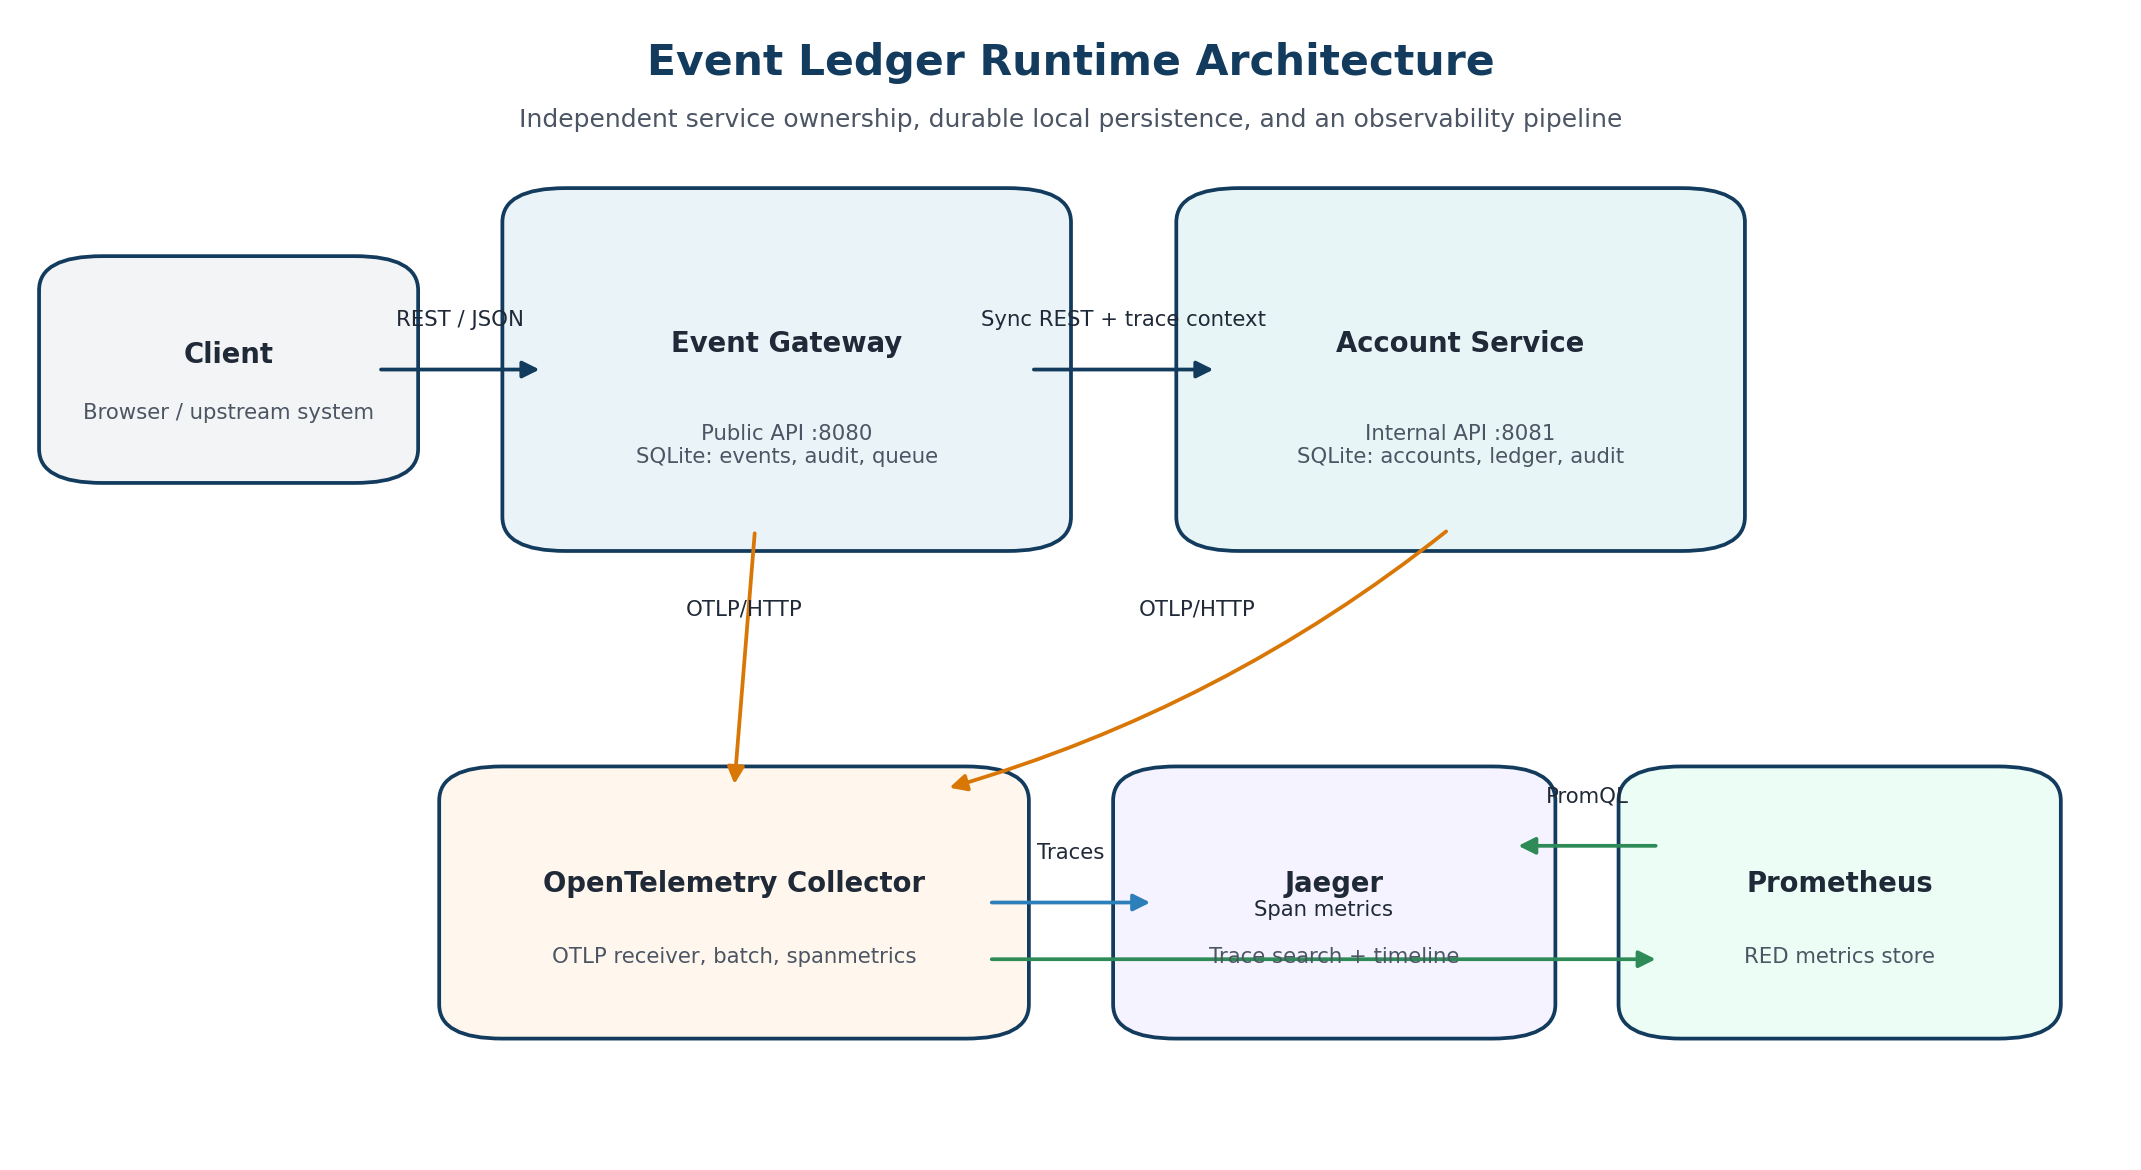 Event Ledger Runtime Architecture
Independent service ownership, durable local persistence, and an observability pipeline
Client
Browser / upstream system
REST / JSON
Event Gateway
Public API :8080
SQLite: events, audit, queue
Sync REST + trace context
Account Service
Internal API :8081
SQLite: accounts, ledger, audit
OTLP/HTTP
OTLP/HTTP
OpenTelemetry Collector
OTLP receiver, batch, spanmetrics
Traces
Jaeger
Span metrics
Trace search + timeline
PromQL
Prometheus
RED metrics store